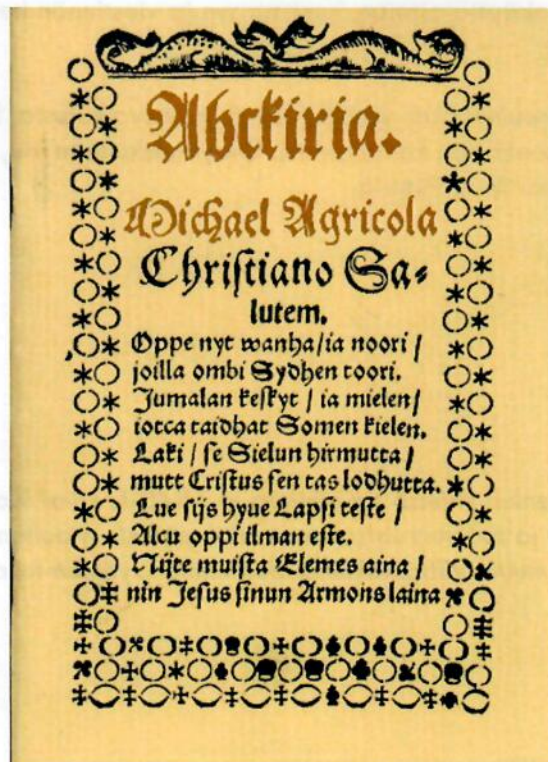 Abckiria.
Michael Agricola
Chriſtiano Sa⸗
lutem.
Oppe nyt wanha/ia noori /
joilla ombi Sydhen toori.
Jumalan keſkyt / ia mielen/
iotca taidhat Somen kielen.
Laki / ſe Sielun hirmutta /
mutt Criſtus ſen tas lodhutta.
Lue ſijs hyue Lapſi teſte /
Alcu oppi ilman eſte.
Nijte muiſta Elemes aina /
nin Jeſus ſinun Armons laina